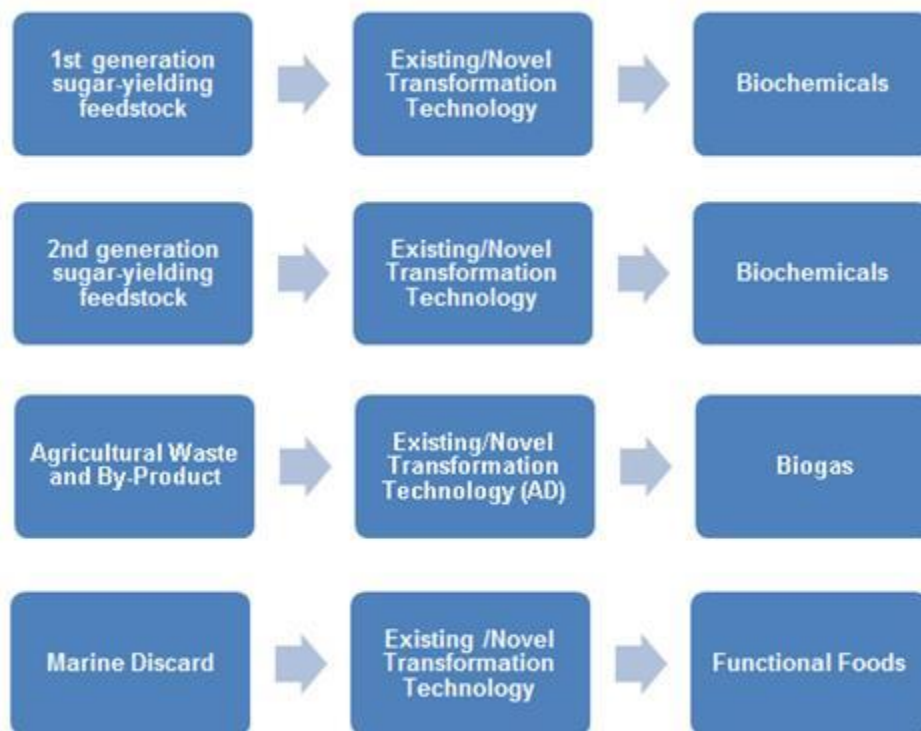 1st generation
sugar-yielding
feedstock
Existing/Novel
Transformation
Technology
Biochemicals
2nd generation
sugar-yielding
feedstock
Existing/Novel
Transformation
Technology
Biochemicals
Agricultural Waste
and By-Product
Existing/Novel
Transformation
Technology (AD)
Biogas
Marine Discard
Existing /Novel
Transformation
Technology
Functional Foods